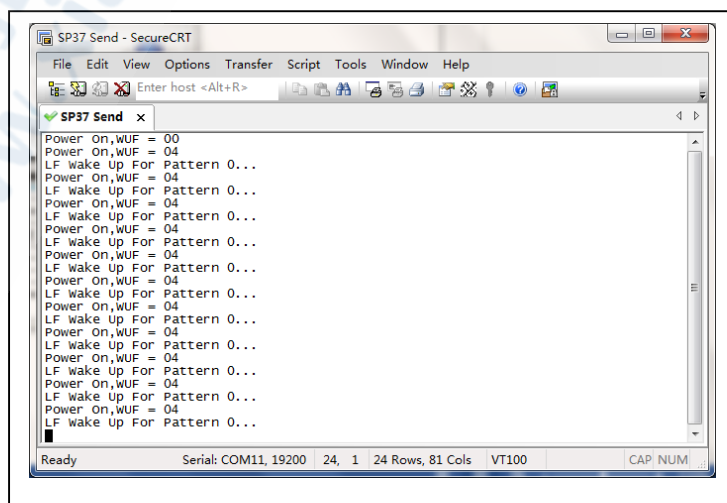 SP37 Send - SecureCRT
File Edit View Options Transfer Script Tools Window Help
Enter host <Alt+R>
SP37 Send x
Power On,WUF = 00
Power On,WUF = 04
LF Wake Up For Pattern 0...
Power On,WUF = 04
LF Wake Up For Pattern 0...
Power On,WUF = 04
LF Wake Up For Pattern 0...
Power On,WUF = 04
LF Wake Up For Pattern 0...
Power On,WUF = 04
LF Wake Up For Pattern 0...
Power On,WUF = 04
LF Wake Up For Pattern 0...
Power On,WUF = 04
LF Wake Up For Pattern 0...
Power On,WUF = 04
LF Wake Up For Pattern 0...
Power On,WUF = 04
LF Wake Up For Pattern 0...
Power On,WUF = 04
LF Wake Up For Pattern 0...
Power On,WUF = 04
LF Wake Up For Pattern 0...
Ready Serial: COM11, 19200 24, 1 24 Rows, 81 Cols VT100 CAP NUM